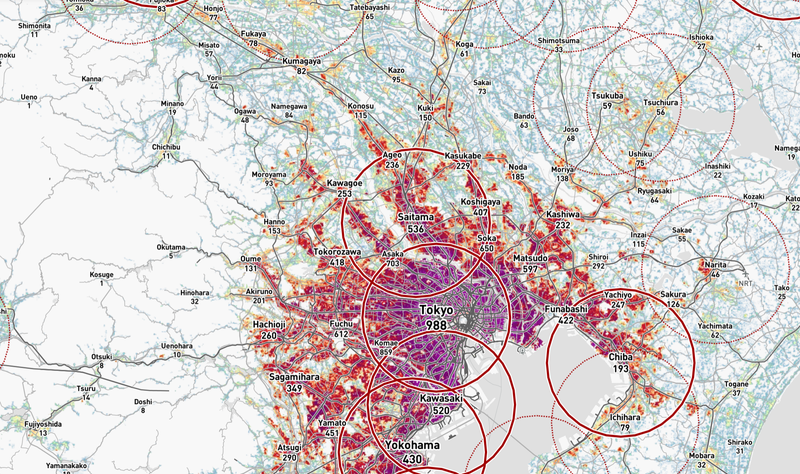 36
Fujioka
83
Honjo
77
Tatebayashi
65
Shimonita
11
Fukaya
78
Misato
57
Koga
61
Shimotsuma
33
Ishioka
27
Kumagaya
82
Kanna
4
Yorii
44
Kazo
95
Sakai
73
Ueno
1
Minano
19
Ogawa
48
Namegawa
84
Konosu
115
Kuki
150
Bando
63
Joso
68
Tsukuba
59
Tsuchiura
56
Chichibu
11
Ageo
236
Kasukabe
229
Noda
185
Moriya
138
Ushiku
75
Inashiki
22
Moroyama
93
Kawagoe
253
Ryugasaki
64
Kozaki
17
Hanno
153
Saitama
536
Koshigaya
407
Kashiwa
232
Inzai
115
Sakae
55
Okutama
5
Oume
131
Tokorozawa
418
Asaka
703
Soka
650
Matsudo
597
Shiroi
292
Narita
46
NRT
Kosuge
1
Hinohara
32
Akiruno
201
Tako
25
Yachiyo
247
Sakura
126
Hachioji
260
Fuchu
612
Tokyo
988
Funabashi
422
Yachimata
62
Uenohara
10
Komae
859
Otsuki
8
Chiba
193
Sagamihara
349
Tsuru
14
Doshi
8
Kawasaki
520
Togane
37
Fujiyoshida
13
Yamato
451
Ichihara
79
Atsugi
290
Yokohama
430
Mobara
32
Shirako
31
Yamanakako